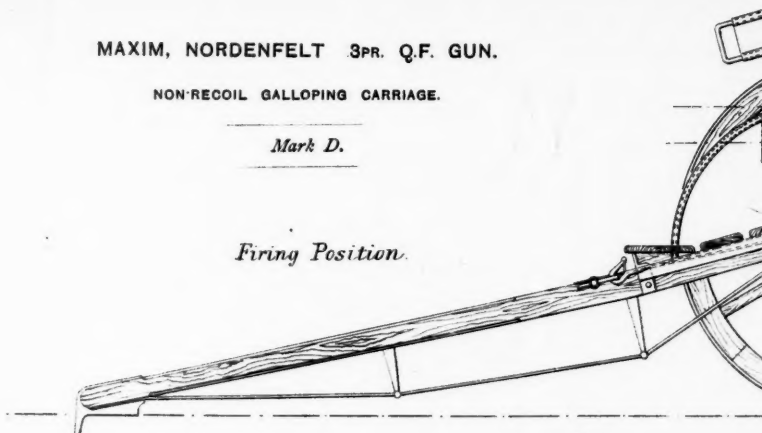 MAXIM, NORDENFELT 3PR. Q.F. GUN.
NON-RECOIL GALLOPING CARRIAGE.
Mark D.
Firing Position.